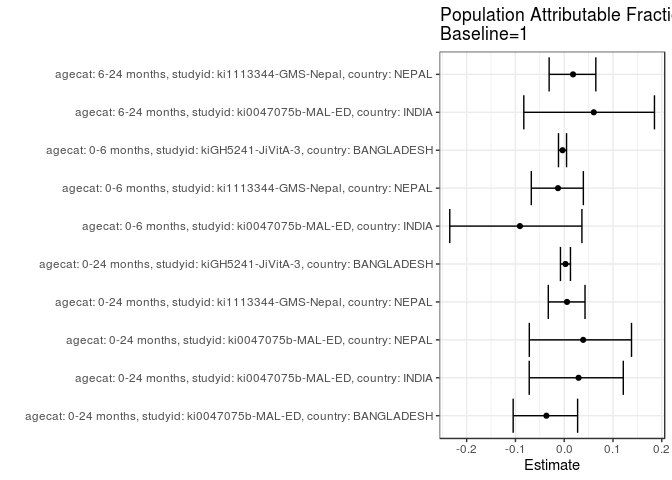 Population Attributable Fracti
Baseline=1
agecat: 6-24 months, studyid: ki1113344-GMS-Nepal, country: NEPAL
agecat: 6-24 months, studyid: ki0047075b-MAL-ED, country: INDIA
agecat: 0-6 months, studyid: kiGH5241-JiVitA-3, country: BANGLADESH
agecat: 0-6 months, studyid: ki1113344-GMS-Nepal, country: NEPAL
agecat: 0-6 months, studyid: ki0047075b-MAL-ED, country: INDIA
agecat: 0-24 months, studyid: kiGH5241-JiVitA-3, country: BANGLADESH
agecat: 0-24 months, studyid: ki1113344-GMS-Nepal, country: NEPAL
agecat: 0-24 months, studyid: ki0047075b-MAL-ED, country: NEPAL
agecat: 0-24 months, studyid: ki0047075b-MAL-ED, country: INDIA
agecat: 0-24 months, studyid: ki0047075b-MAL-ED, country: BANGLADESH
-0.2 -0.1 0.0 0.1 0.2
Estimate